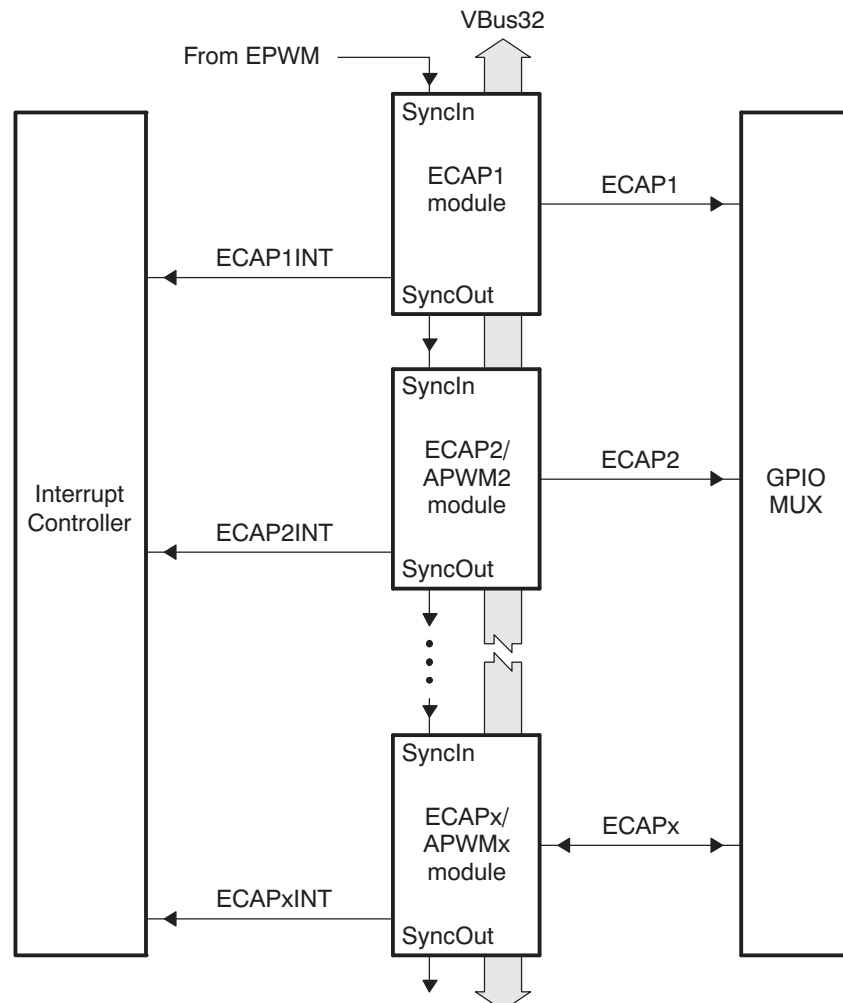 VBus32
From EPWM
SyncIn
ECAP1
module
ECAP1
ECAP1INT
SyncOut
SyncIn
ECAP2/
APWM2
module
ECAP2
Interrupt
Controller
GPIO
MUX
ECAP2INT
SyncOut
SyncIn
ECAPx/
APWMx
module
ECAPx
ECAPxINT
SyncOut